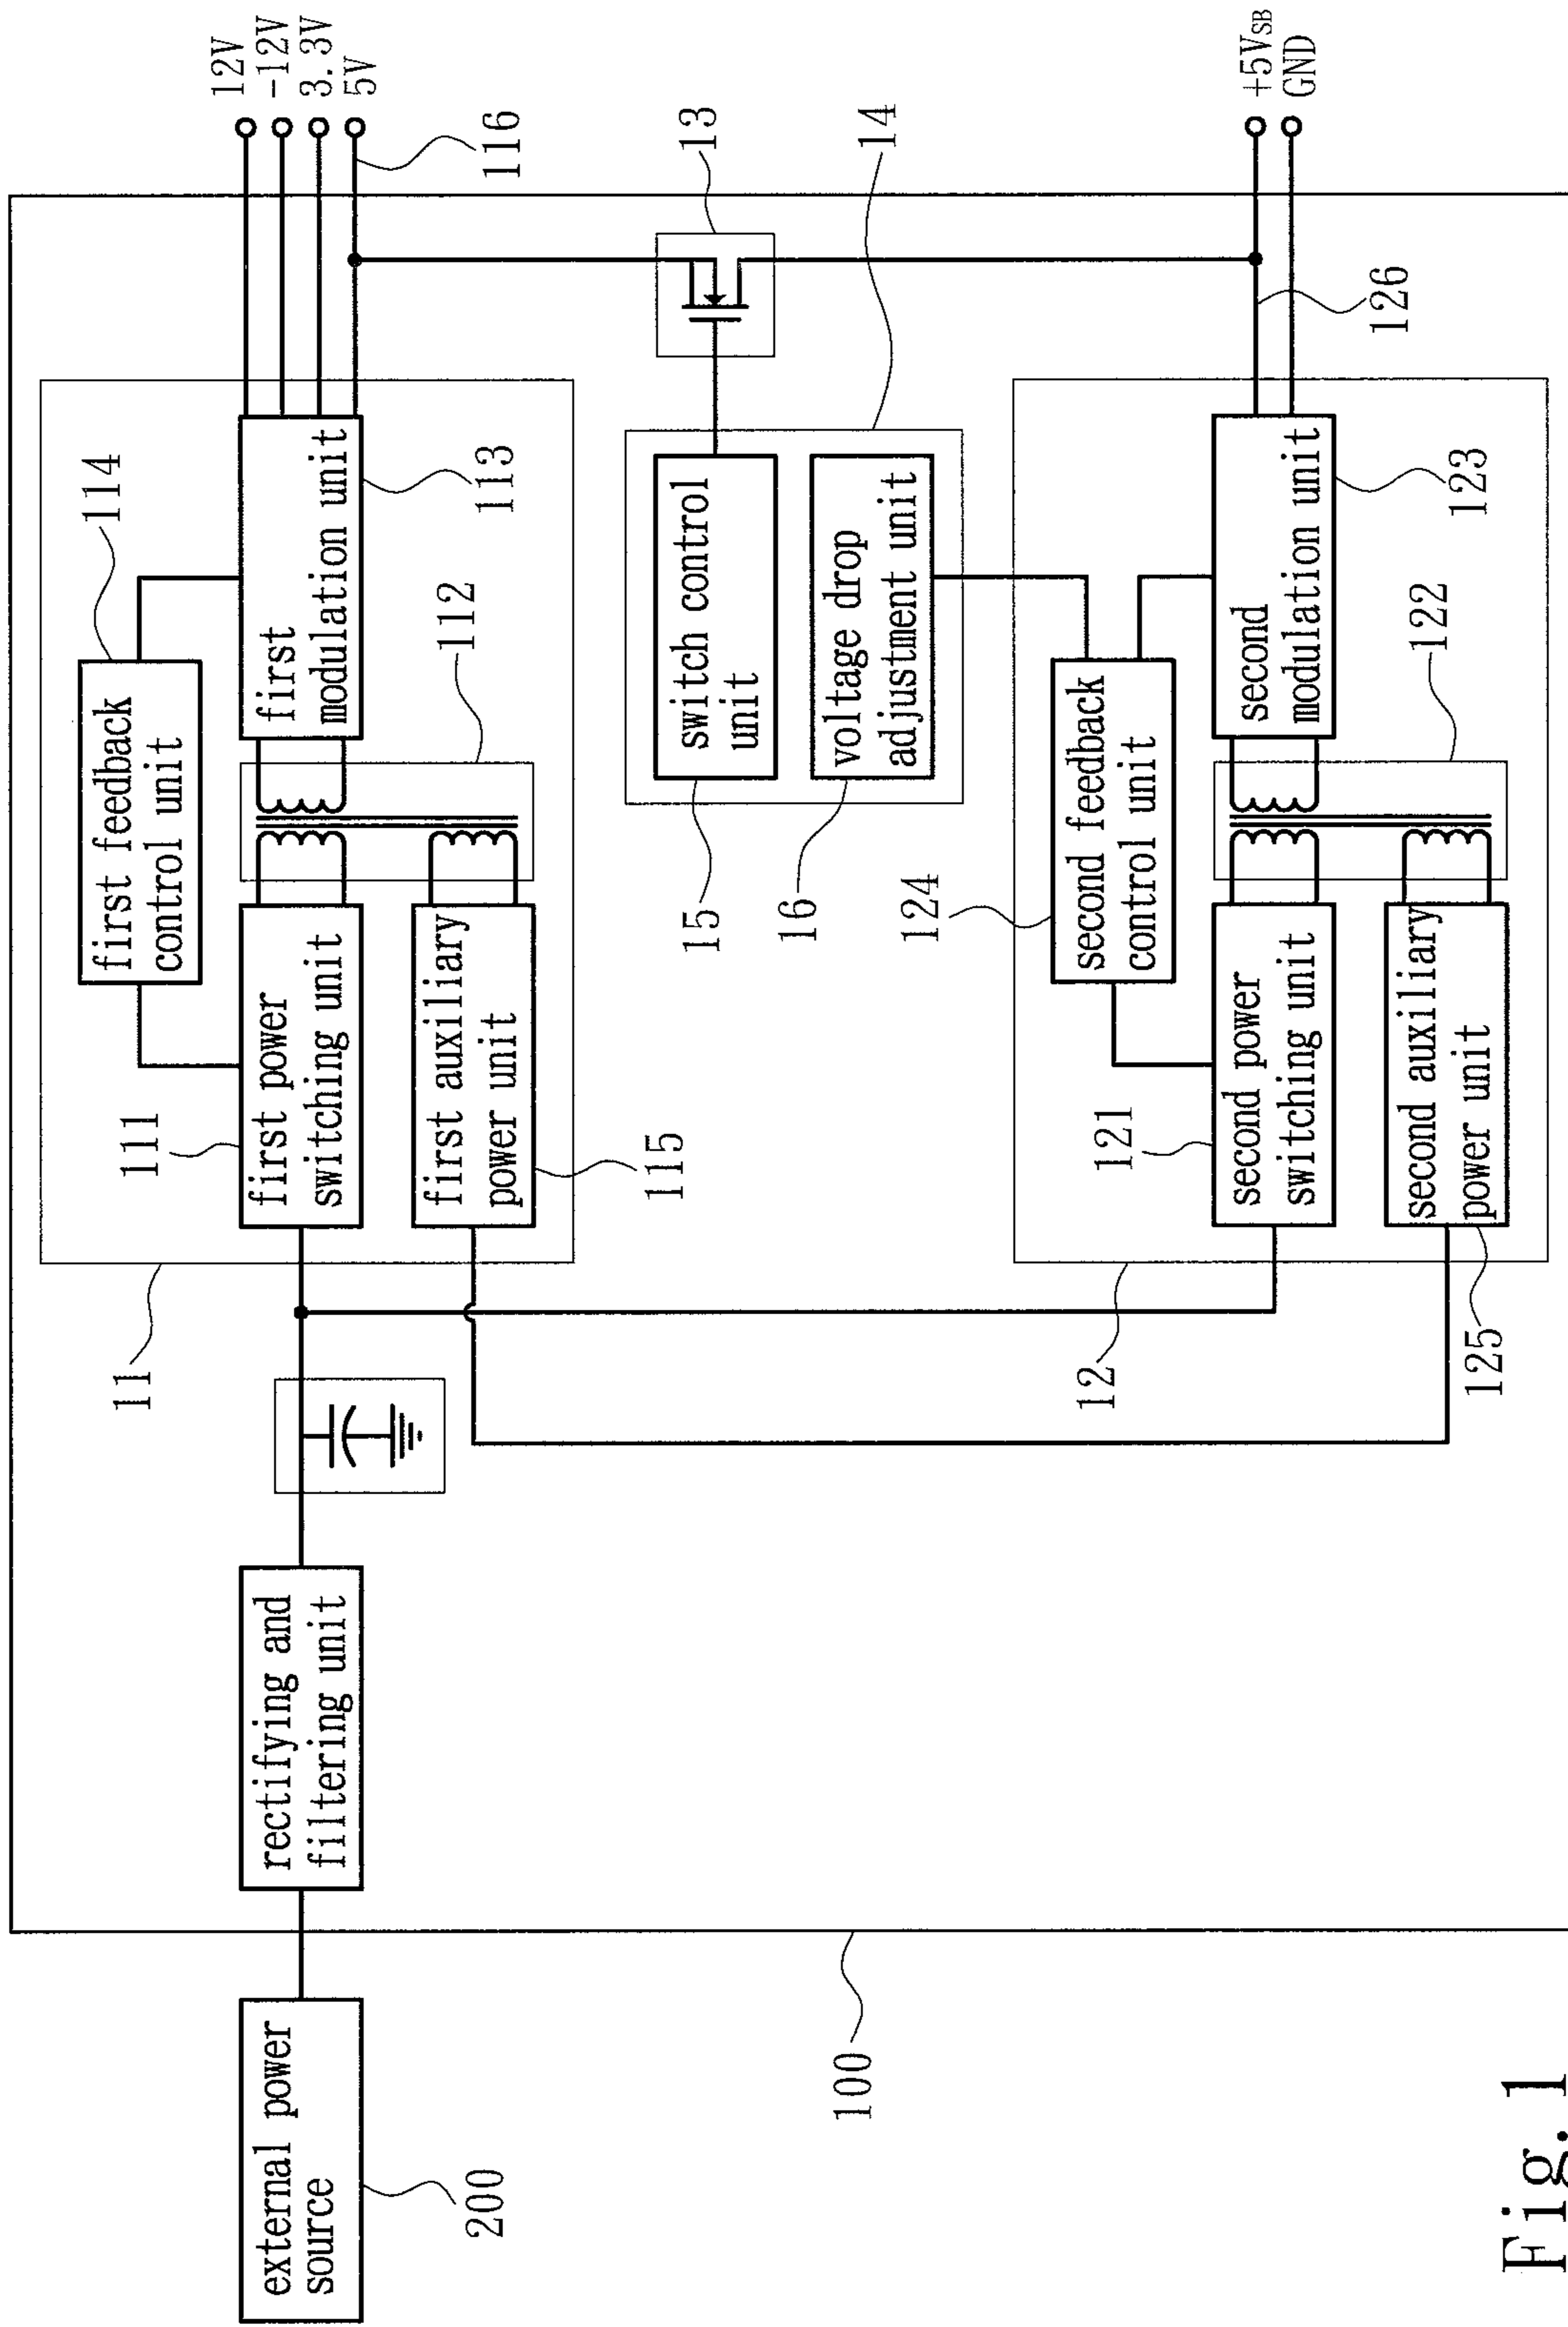 external power
source
200
100
rectifying and
filtering unit
11
111
first power
switching unit
first feedback
control unit
114
first
modulation unit
113
112
first auxiliary
power unit
115
12V
-12V
3.3V
5V
116
13
14
switch control
unit
15
voltage drop
adjustment unit
16
12
121
second power
switching unit
124
second feedback
control unit
second
modulation unit
123
122
second auxiliary
power unit
125
126
+5VSB
GND
Fig. 1